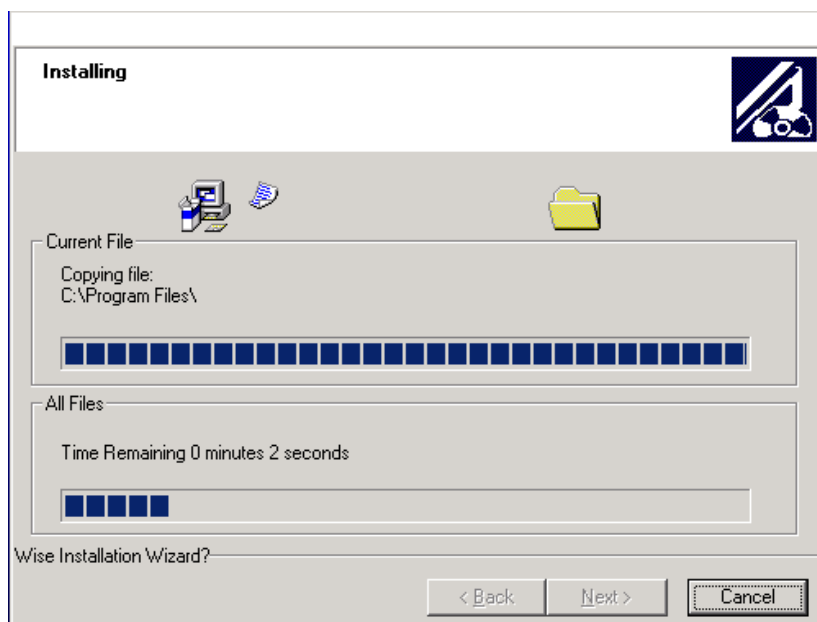 Installing
Current File
Copying file:
C:\Program Files\
All Files
Time Remaining 0 minutes 2 seconds
Wise Installation Wizard?
< Back
Next >
Cancel